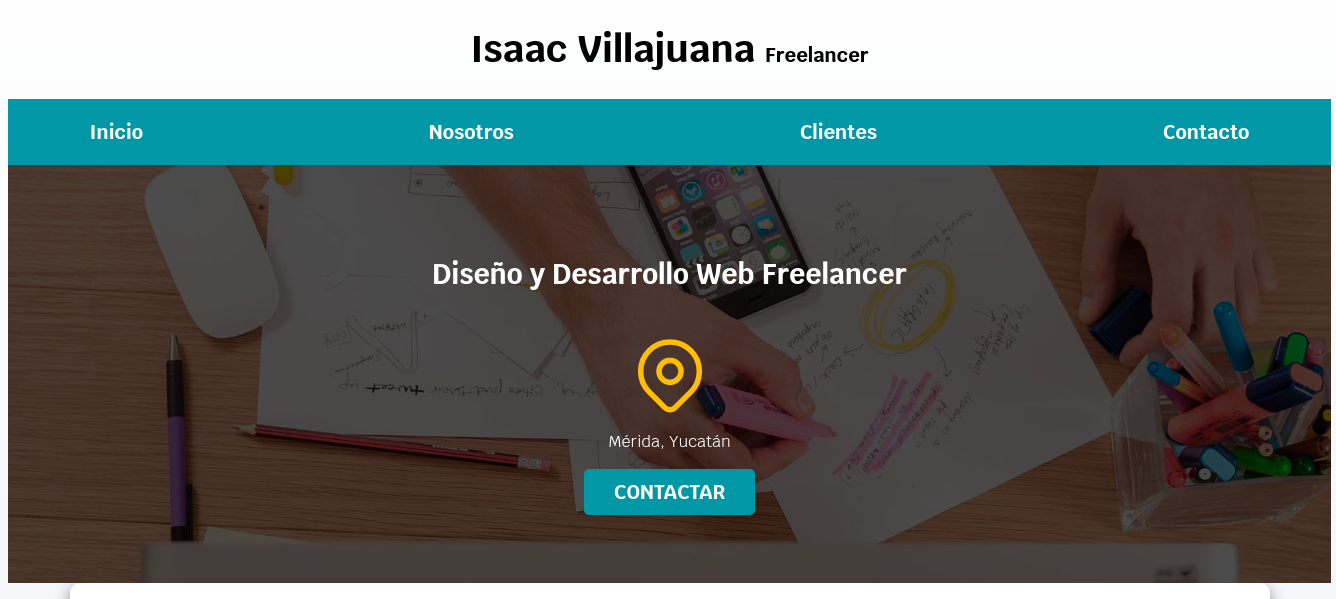 Isaac Villajuana Freelancer
Inicio Nosotros Clientes Contacto
Diseño y Desarrollo Web Freelancer
Mérida, Yucatán
CONTACTAR